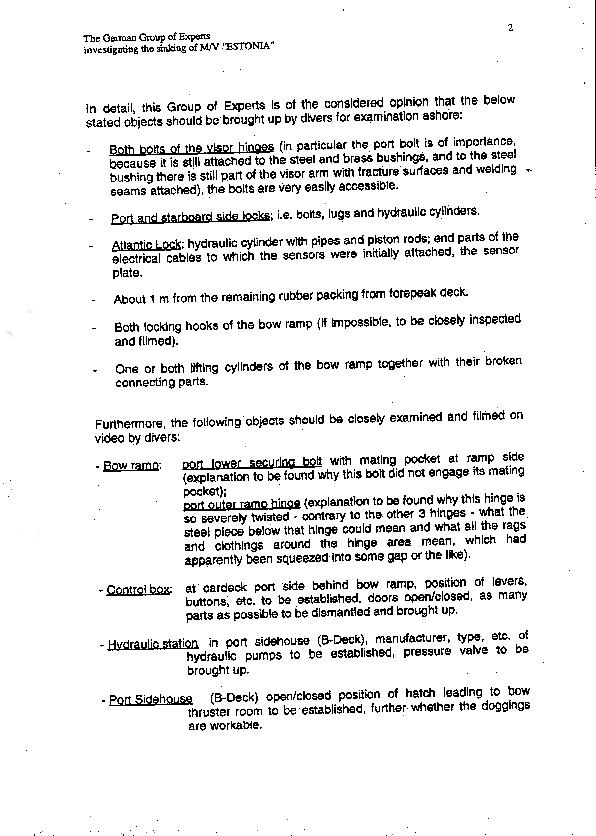 2
The German Group of Experts
investigating the sinking of M/V "ESTONIA"
In detail, this Group of Experts is of the considered opinion that the below
stated objects should be brought up by divers for examination ashore:
- Both bolts of the visor hinges (in particular the port bolt is of importance,
because it is still attached to the steel and brass bushings, and to the steel
bushing there is still part of the visor arm with fracture surfaces and welding
seams attached), the bolts are very easily accessible.
- Port and starboard side locks; i.e. bolts, lugs and hydraulic cylinders.
- Atlantic Lock; hydraulic cylinder with pipes and piston rods; end parts of the
electrical cables to which the sensors were initially attached, the sensor
plate.
- About 1 m from the remaining rubber packing from forepeak deck.
- Both locking hooks of the bow ramp (if impossible, to be closely inspected
and filmed).
- One or both lifting cylinders of the bow ramp together with their broken
connecting parts.
Furthermore, the following objects should be closely examined and filmed on
video by divers:
- Bow ramp: port lower securing bolt with mating pocket at ramp side
(explanation to be found why this bolt did not engage its mating
pocket);
port outer ramp hinge (explanation to be found why this hinge is
so severely twisted - contrary to the other 3 hinges - what the
steel piece below that hinge could mean and what all the rags
and clothings around the hinge area mean, which had
apparently been squeezed into some gap or the like).
- Control box: at cardeck port side behind bow ramp, position of levers,
buttons, etc. to be established, doors open/closed, as many
parts as possible to be dismantled and brought up.
- Hydraulic station in port sidehouse (B-Deck), manufacturer, type, etc. of
hydraulic pumps to be established, pressure valve to be
brought up.
- Port Sidehouse (B-Deck) open/closed position of hatch leading to bow
thruster room to be established, further whether the doggings
are workable.